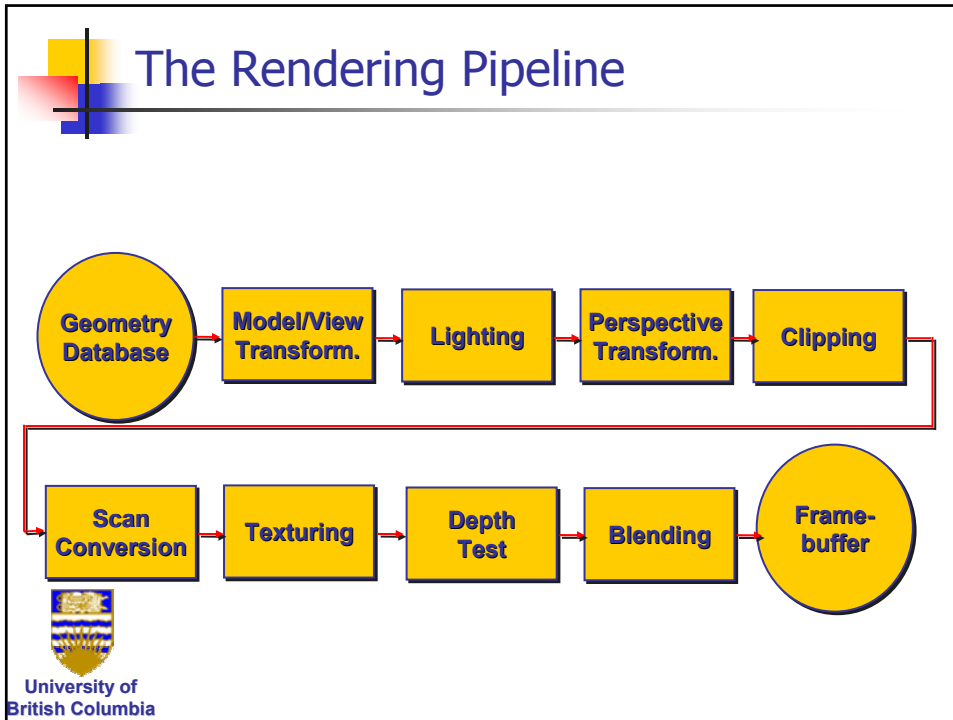 The Rendering Pipeline
Geometry
Database
Model/View
Transform.
Lighting
Perspective
Transform.
Clipping
Scan
Conversion
Texturing
Depth
Test
Blending
Frame-
buffer
University of
British Columbia